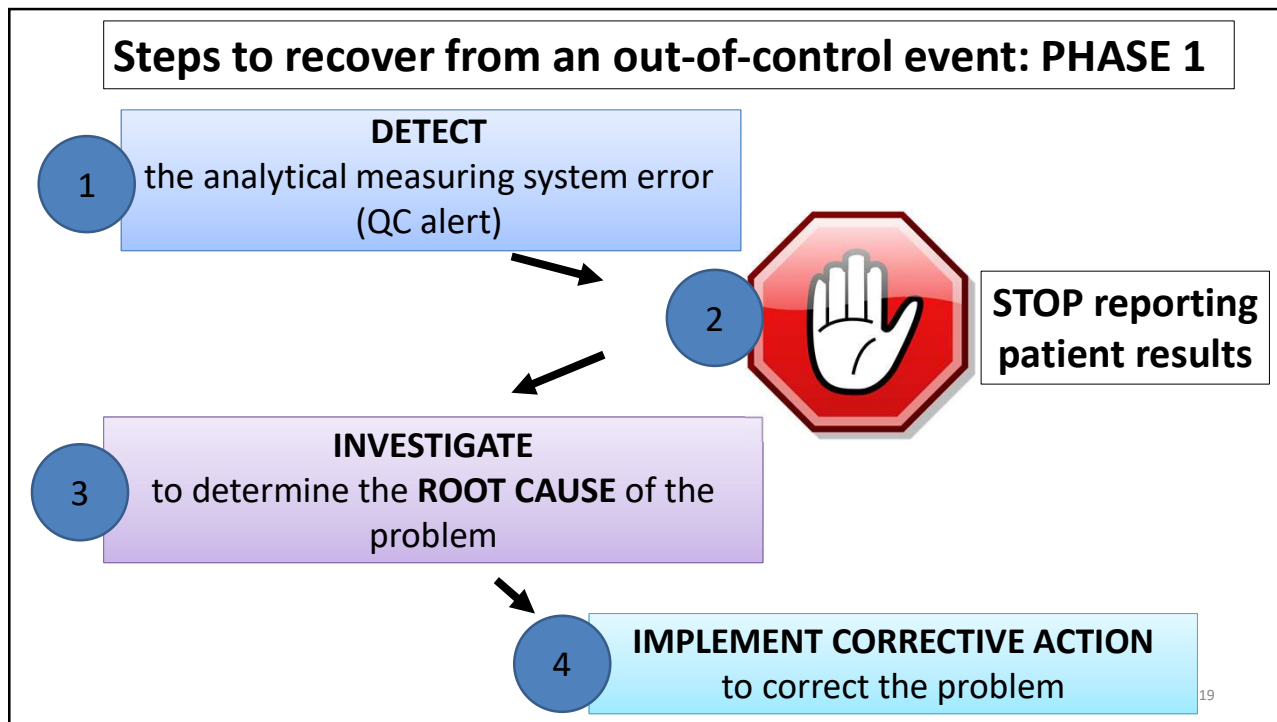 Steps to recover from an out-of-control event: PHASE 1
1
DETECT
the analytical measuring system error
(QC alert)
2
STOP reporting
patient results
3
INVESTIGATE
to determine the ROOT CAUSE of the
problem
4
IMPLEMENT CORRECTIVE ACTION
to correct the problem
19